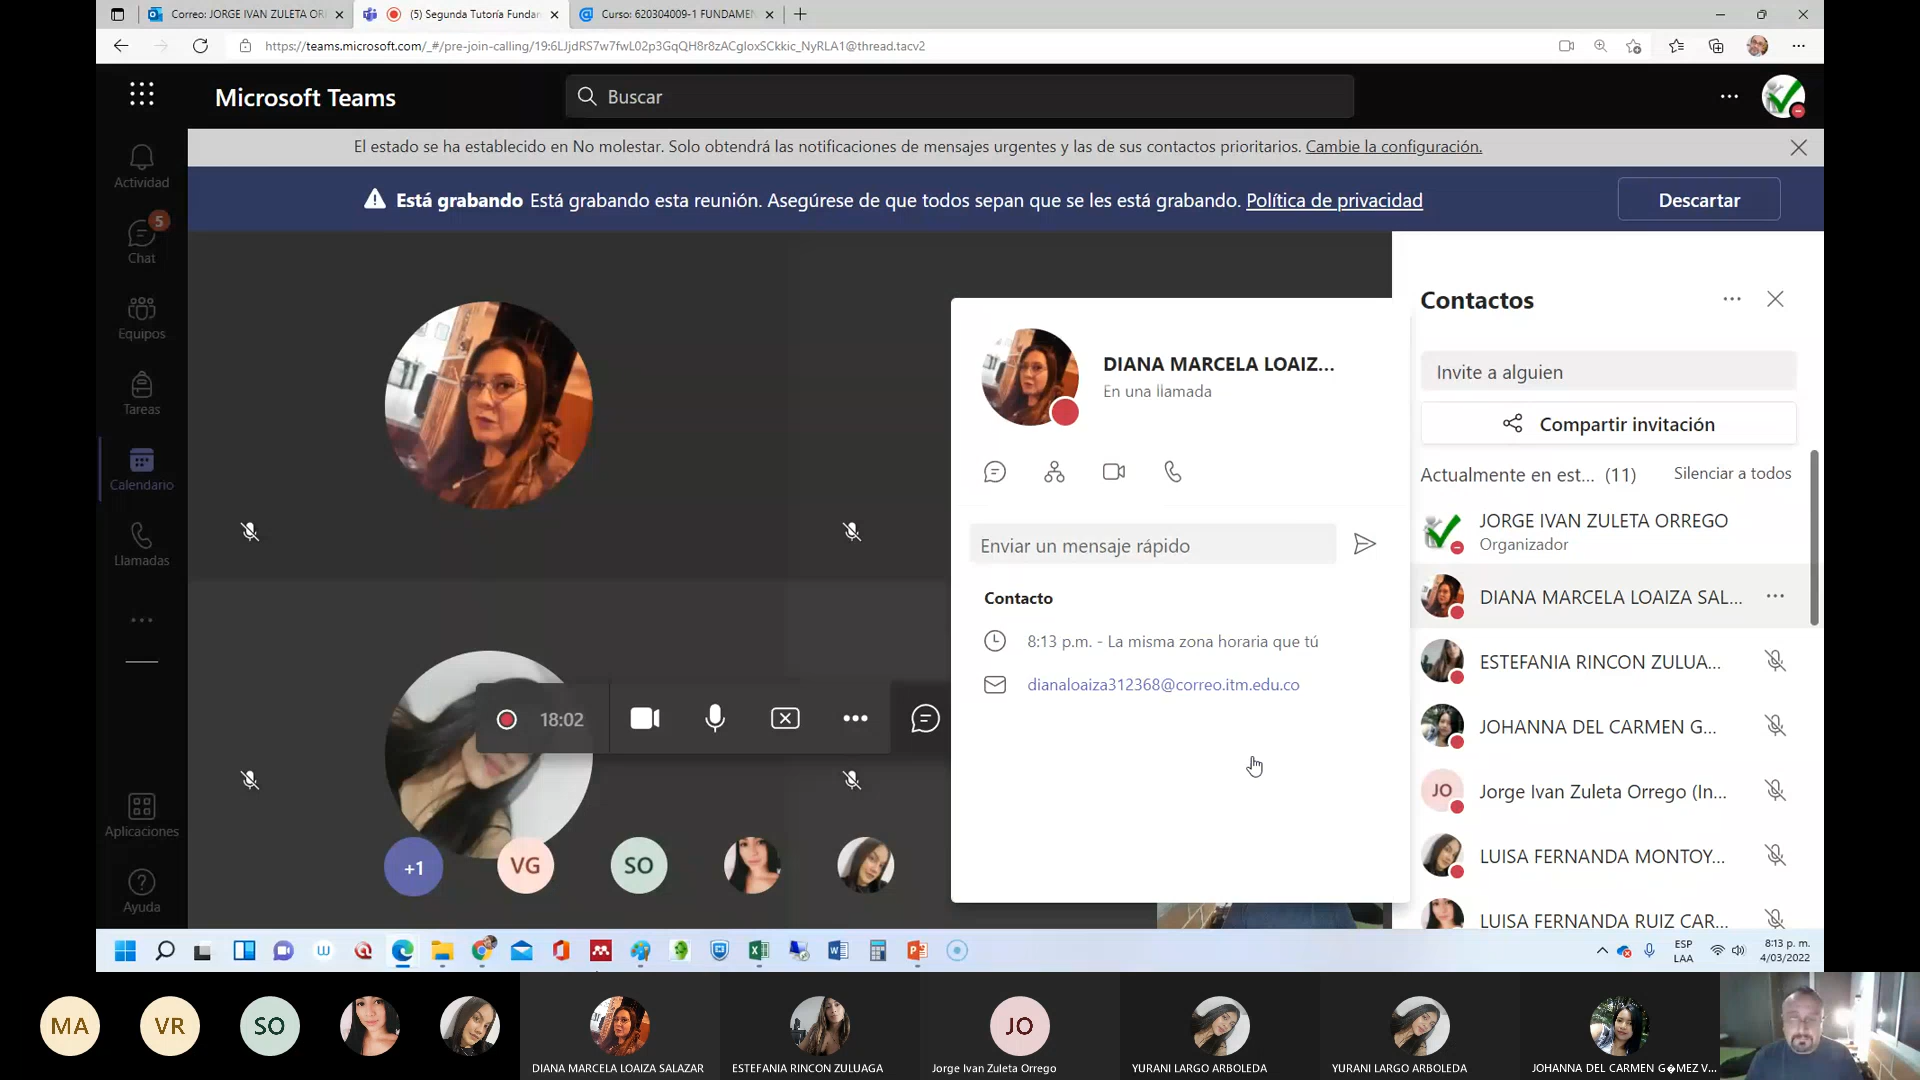 Correo: JORGE IVAN ZULETA OR
(5) Segunda Tutoría Fundar
Curso: 620304009-1 FUNDAMEN
https://teams.microsoft.com/_#/pre-join-calling/19:6LJjdRS7w7fwL02p3GqQH8r8zACgloxSCkkic_NyRLA1@thread.tacv2
Microsoft Teams
Buscar
El estado se ha establecido en No molestar. Solo obtendrá las notificaciones de mensajes urgentes y las de sus contactos prioritarios. Cambie la configuración.
Está grabando Está grabando esta reunión. Asegúrese de que todos sepan que se les está grabando. Política de privacidad
Descartar
Actividad
5
Chat
Equipos
Tareas
Calendario
Llamadas
Aplicaciones
Ayuda
18:02
+1
VG
SO
DIANA MARCELA LOAIZ...
En una llamada
Enviar un mensaje rápido
Contacto
8:13 p.m. - La misma zona horaria que tú
dianaloaiza312368@correo.itm.edu.co
Contactos
Invite a alguien
Compartir invitación
Actualmente en est... (11)
Silenciar a todos
JORGE IVAN ZULETA ORREGO
Organizador
DIANA MARCELA LOAIZA SAL...
ESTEFANIA RINCON ZULUA...
JOHANNA DEL CARMEN G...
JO
Jorge Ivan Zuleta Orrego (In...
LUISA FERNANDA MONTOY...
LUISA FERNANDA RUIZ CAR...
ESP
LAA
8:13 p. m.
4/03/2022
MA
VR
SO
JO
DIANA MARCELA LOAIZA SALAZAR
ESTEFANIA RINCON ZULUAGA
Jorge Ivan Zuleta Orrego
YURANI LARGO ARBOLEDA
YURANI LARGO ARBOLEDA
JOHANNA DEL CARMEN G�MEZ V...